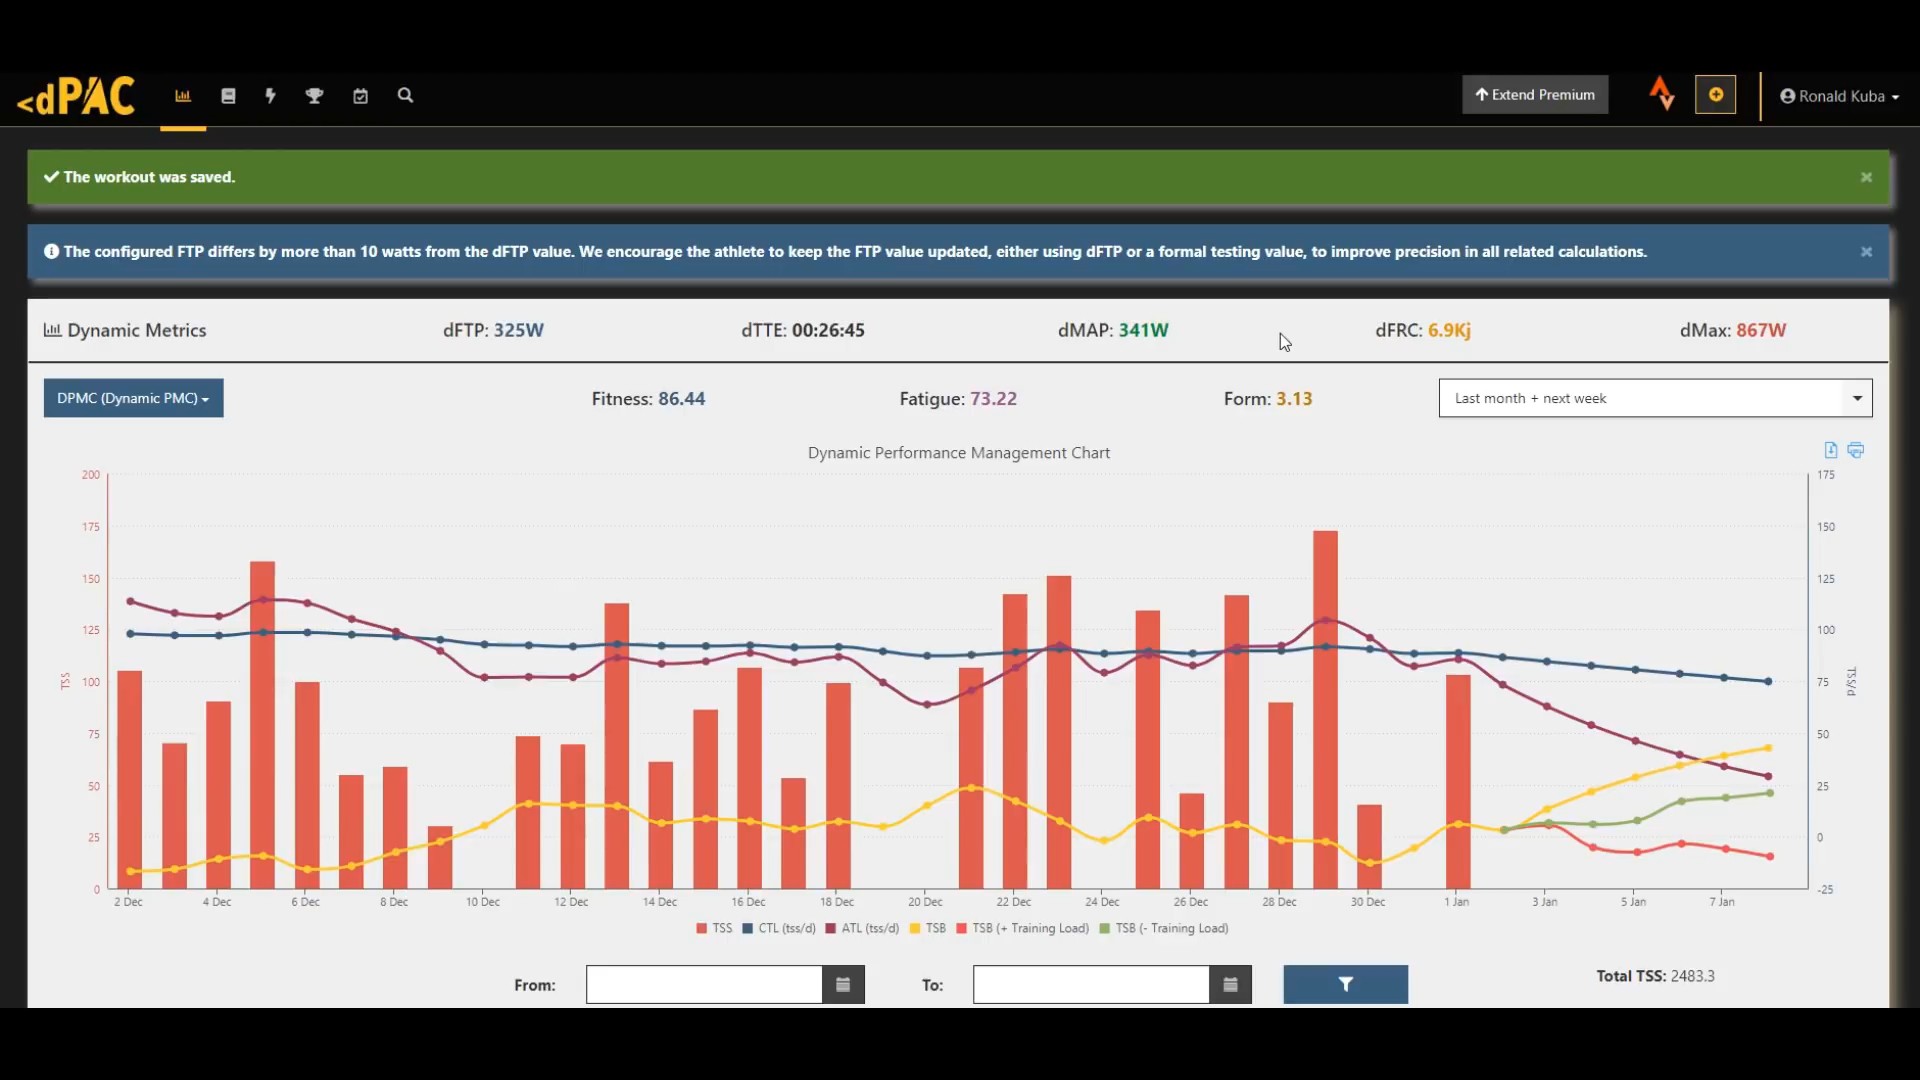 <dPAC
Extend Premium
Ronald Kuba
The workout was saved.
×
The configured FTP differs by more than 10 watts from the dFTP value. We encourage the athlete to keep the FTP value updated, either using dFTP or a formal testing value, to improve precision in all related calculations.
×
Dynamic Metrics dFTP: 325W dTTE: 00:26:45 dMAP: 341W dFRC: 6.9Kj dMax: 867W
DPMC (Dynamic PMC) Fitness: 86.44 Fatigue: 73.22 Form: 3.13 Last month + next week
Dynamic Performance Management Chart
200 175
175 150
150 125
125 100
TSS 100 75 TSS/d
75 50
50 25
25 0
0 -25
2 Dec 4 Dec 6 Dec 8 Dec 10 Dec 12 Dec 14 Dec 16 Dec 18 Dec 20 Dec 22 Dec 24 Dec 26 Dec 28 Dec 30 Dec 1 Jan 3 Jan 5 Jan 7 Jan
TSS CTL (tss/d) ATL (tss/d) TSB TSB (+ Training Load) TSB (- Training Load)
From: To: Total TSS: 2483.3